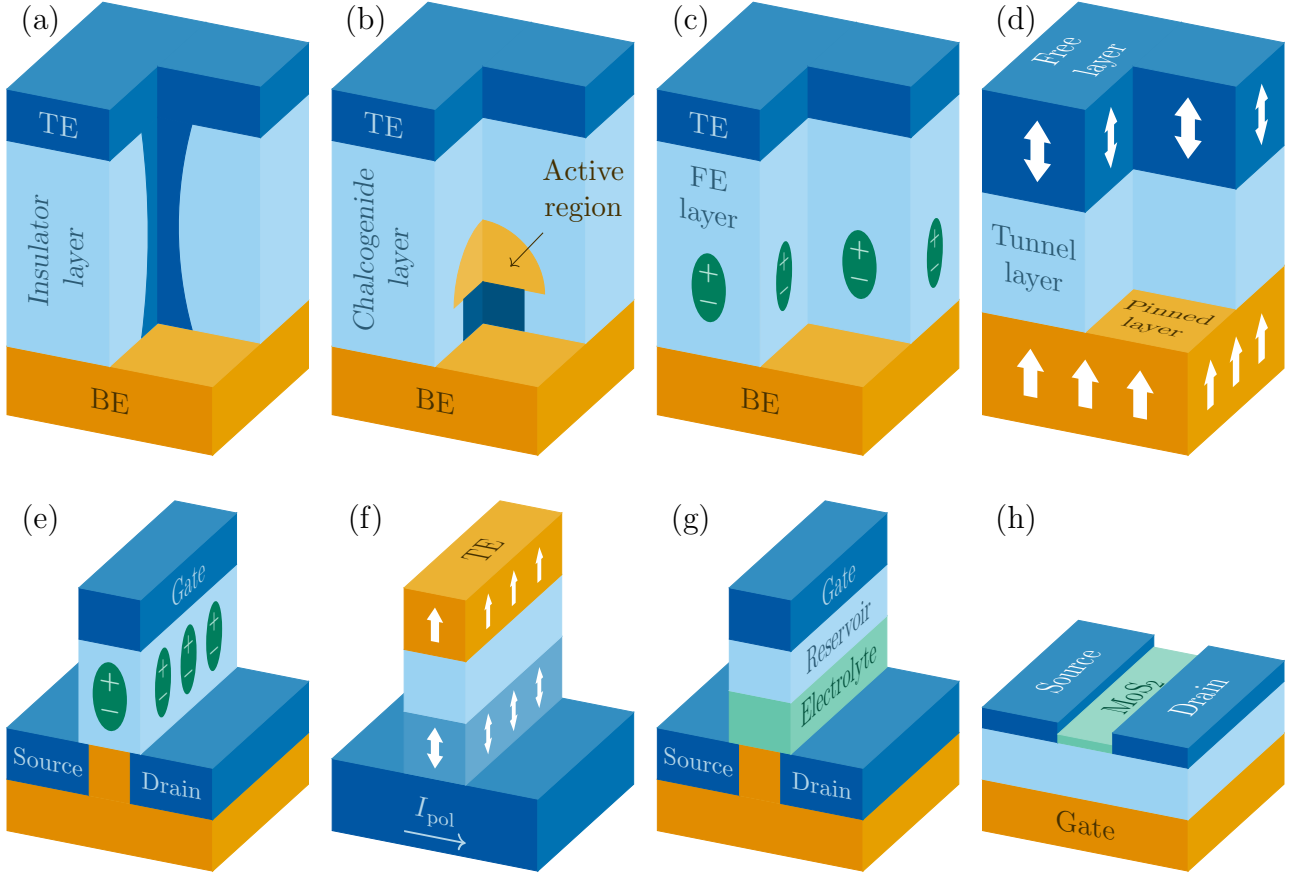 (a)
TE
Insulator
layer
BE
(b)
TE
Chalcogenide
layer
Active
region
BE
(c)
TE
FE
layer
+
−
+
−
+
−
+
−
BE
(d)
Free
layer
Tunnel
layer
Pinned
layer
(e)
Gate
+
−
+
−
+
−
+
−
Source
Drain
(f)
TE
I_pol
(g)
Gate
Reservoir
Electrolyte
Source
Drain
(h)
Source
MoS₂
Drain
Gate